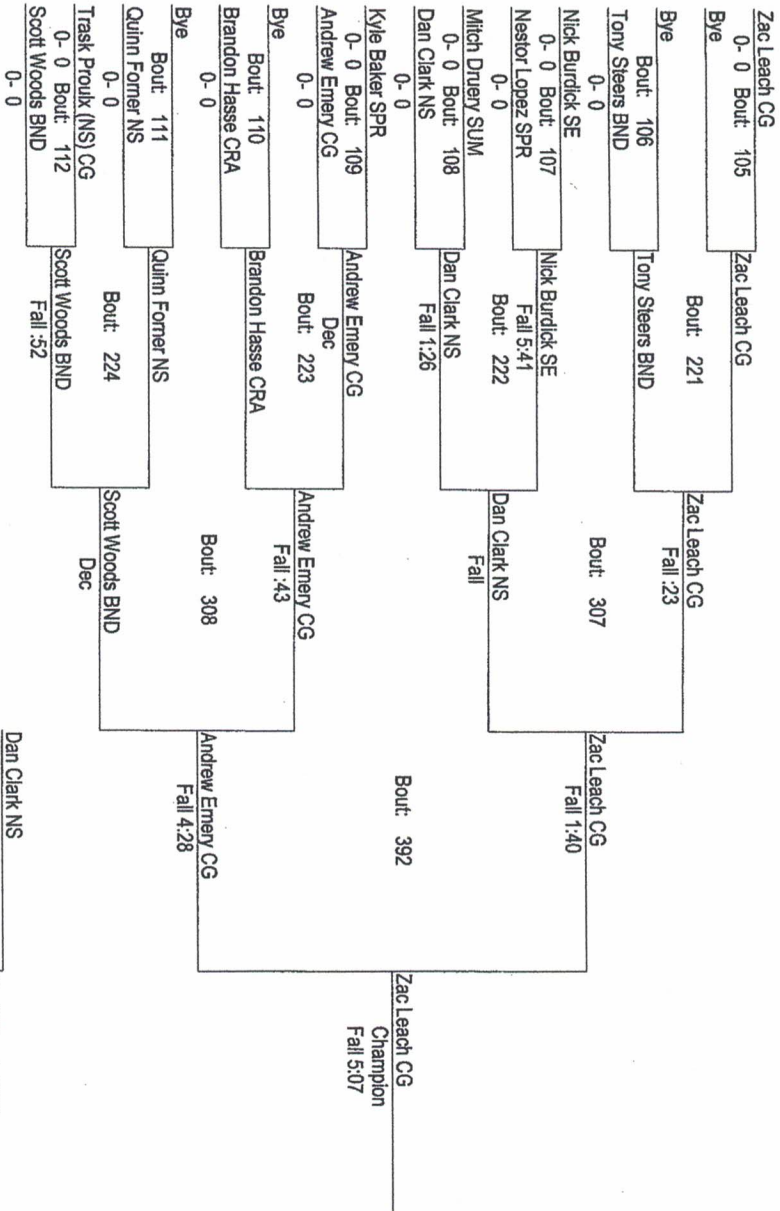 Zac Leach CG
0- 0 Bout: 105
Bye
Bye
Bout: 106
Tony Steers BND
0- 0
Nick Burdick SE
0- 0 Bout: 107
Nestor Lopez SPR
0- 0
Mitch Druery SUM
0- 0 Bout: 108
Dan Clark NS
0- 0
Kyle Baker SPR
0- 0 Bout: 109
Andrew Emery CG
0- 0
Bye
Bout: 110
Brandon Hasse CRA
0- 0
Bye
Bout: 111
Quinn Forner NS
0- 0
Trask Proulx (NS) CG
0- 0 Bout: 112
Scott Woods BND
0- 0
Zac Leach CG
Bout: 221
Tony Steers BND
Nick Burdick SE
Fall 5:41
Bout: 222
Dan Clark NS
Fall 1:26
Andrew Emery CG
Dec
Bout: 223
Brandon Hasse CRA
Quinn Forner NS
Bout: 224
Scott Woods BND
Fall :52
Zac Leach CG
Fall :23
Bout: 307
Dan Clark NS
Fall
Andrew Emery CG
Fall :43
Bout: 308
Scott Woods BND
Dec
Zac Leach CG
Fall 1:40
Bout: 392
Andrew Emery CG
Fall 4:28
Dan Clark NS
Zac Leach CG
Champion
Fall 5:07